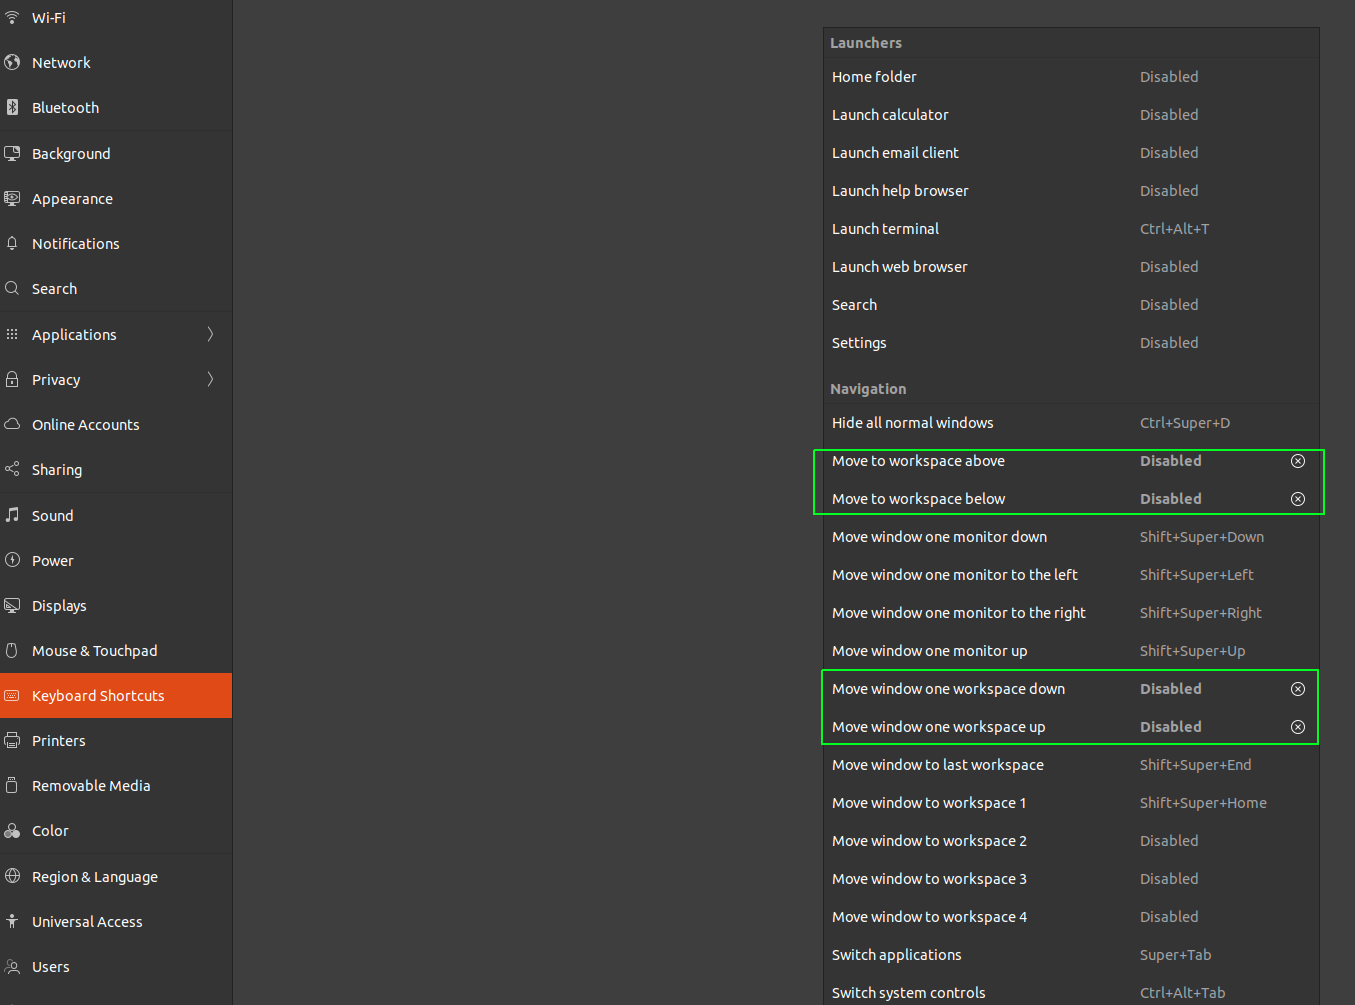 Wi-Fi
Network
Bluetooth
Background
Appearance
Notifications
Search
Applications
Privacy
Online Accounts
Sharing
Sound
Power
Displays
Mouse & Touchpad
Keyboard Shortcuts
Printers
Removable Media
Color
Region & Language
Universal Access
Users
Launchers
Home folder Disabled
Launch calculator Disabled
Launch email client Disabled
Launch help browser Disabled
Launch terminal Ctrl+Alt+T
Launch web browser Disabled
Search Disabled
Settings Disabled
Navigation
Hide all normal windows Ctrl+Super+D
Move to workspace above Disabled
Move to workspace below Disabled
Move window one monitor down Shift+Super+Down
Move window one monitor to the left Shift+Super+Left
Move window one monitor to the right Shift+Super+Right
Move window one monitor up Shift+Super+Up
Move window one workspace down Disabled
Move window one workspace up Disabled
Move window to last workspace Shift+Super+End
Move window to workspace 1 Shift+Super+Home
Move window to workspace 2 Disabled
Move window to workspace 3 Disabled
Move window to workspace 4 Disabled
Switch applications Super+Tab
Switch system controls Ctrl+Alt+Tab